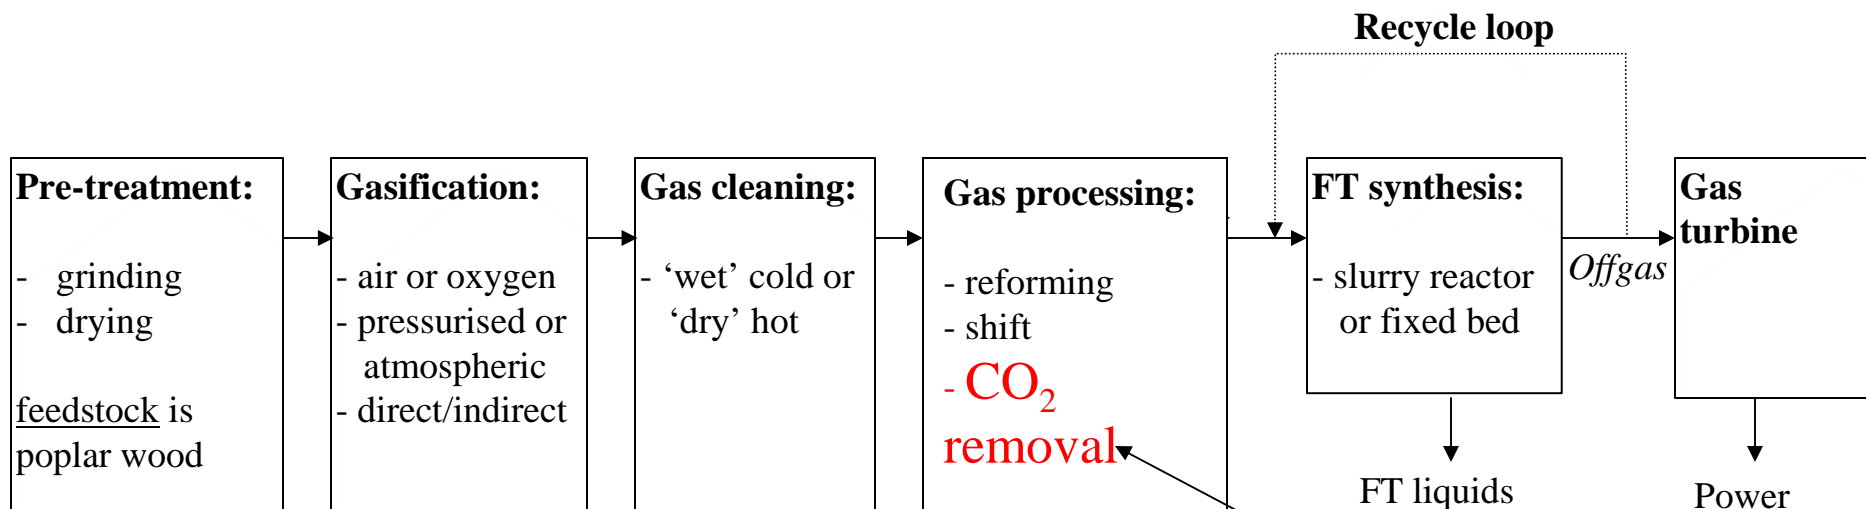 Recycle loop
Pre-treatment:
- grinding
- drying
feedstock is
poplar wood
Gasification:
- air or oxygen
- pressurised or
atmospheric
- direct/indirect
Gas cleaning:
- ‘wet’ cold or
‘dry’ hot
Gas processing:
- reforming
- shift
- CO₂
removal
FT synthesis:
- slurry reactor
or fixed bed
Offgas
Gas
turbine
FT liquids
Power